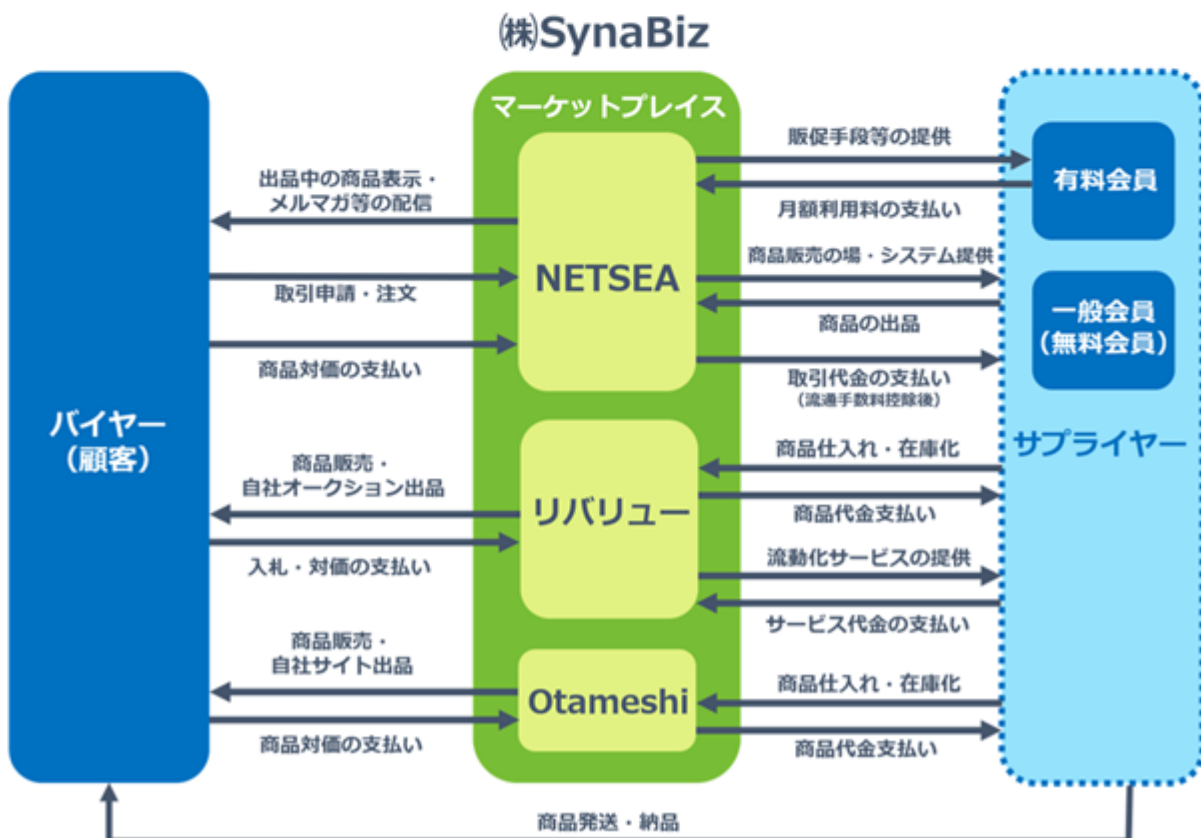 ㈱SynaBiz
マーケットプレイス
バイヤー
(顧客)
出品中の商品表示・
メルマガ等の配信
取引申請・注文
商品対価の支払い
商品販売・
自社オークション出品
入札・対価の支払い
商品販売・
自社サイト出品
商品対価の支払い
NETSEA
リバリュー
Otameshi
販促手段等の提供
月額利用料の支払い
商品販売の場・システム提供
商品の出品
取引代金の支払い
(流通手数料控除後)
商品仕入れ・在庫化
商品代金支払い
流動化サービスの提供
サービス代金の支払い
商品仕入れ・在庫化
商品代金支払い
有料会員
一般会員
(無料会員)
サプライヤー
商品発送・納品